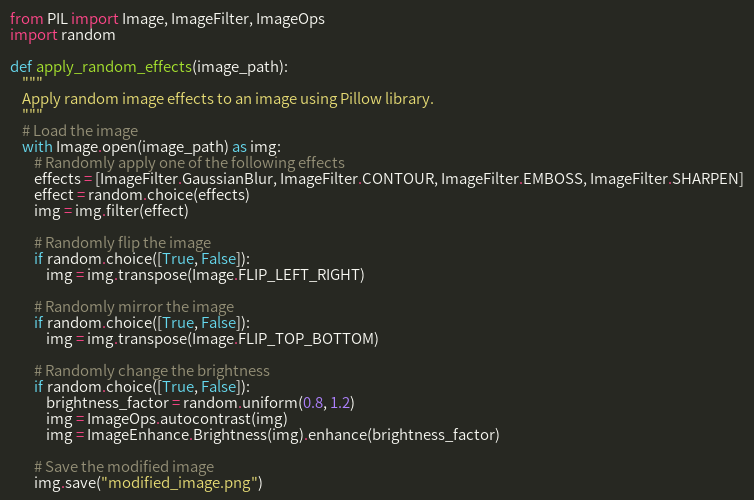 from PIL import Image, ImageFilter, ImageOps
import random

def apply_random_effects(image_path):
    """
    Apply random image effects to an image using Pillow library.
    """
    # Load the image
    with Image.open(image_path) as img:
        # Randomly apply one of the following effects
        effects = [ImageFilter.GaussianBlur, ImageFilter.CONTOUR, ImageFilter.EMBOSS, ImageFilter.SHARPEN]
        effect = random.choice(effects)
        img = img.filter(effect)

        # Randomly flip the image
        if random.choice([True, False]):
            img = img.transpose(Image.FLIP_LEFT_RIGHT)

        # Randomly mirror the image
        if random.choice([True, False]):
            img = img.transpose(Image.FLIP_TOP_BOTTOM)

        # Randomly change the brightness
        if random.choice([True, False]):
            brightness_factor = random.uniform(0.8, 1.2)
            img = ImageOps.autocontrast(img)
            img = ImageEnhance.Brightness(img).enhance(brightness_factor)

        # Save the modified image
        img.save("modified_image.png")